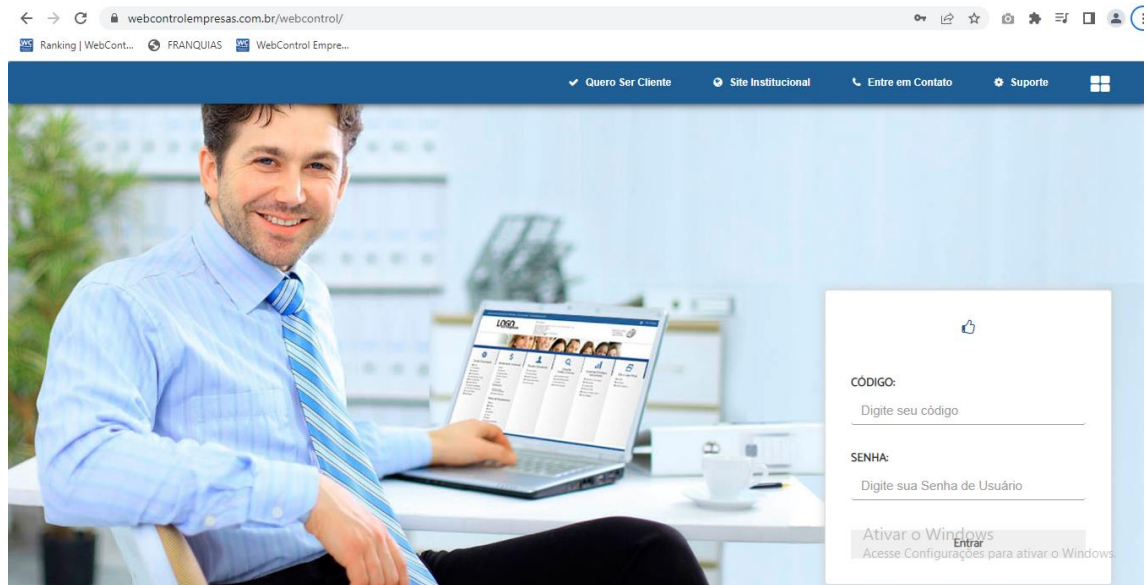 webcontrolempresas.com.br/webcontrol/
Ranking | WebCont... FRANQUIAS WebControl Empre...
Quero Ser Cliente Site Institucional Entre em Contato Suporte
LOGO
CÓDIGO:
Digite seu código
SENHA:
Digite sua Senha de Usuário
Ativar o Windows
Entrar
Acesse Configurações para ativar o Windows.